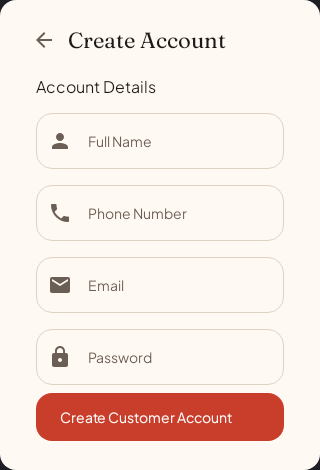 Create Account
Account Details
Full Name
Phone Number
Email
Password
Create Customer Account